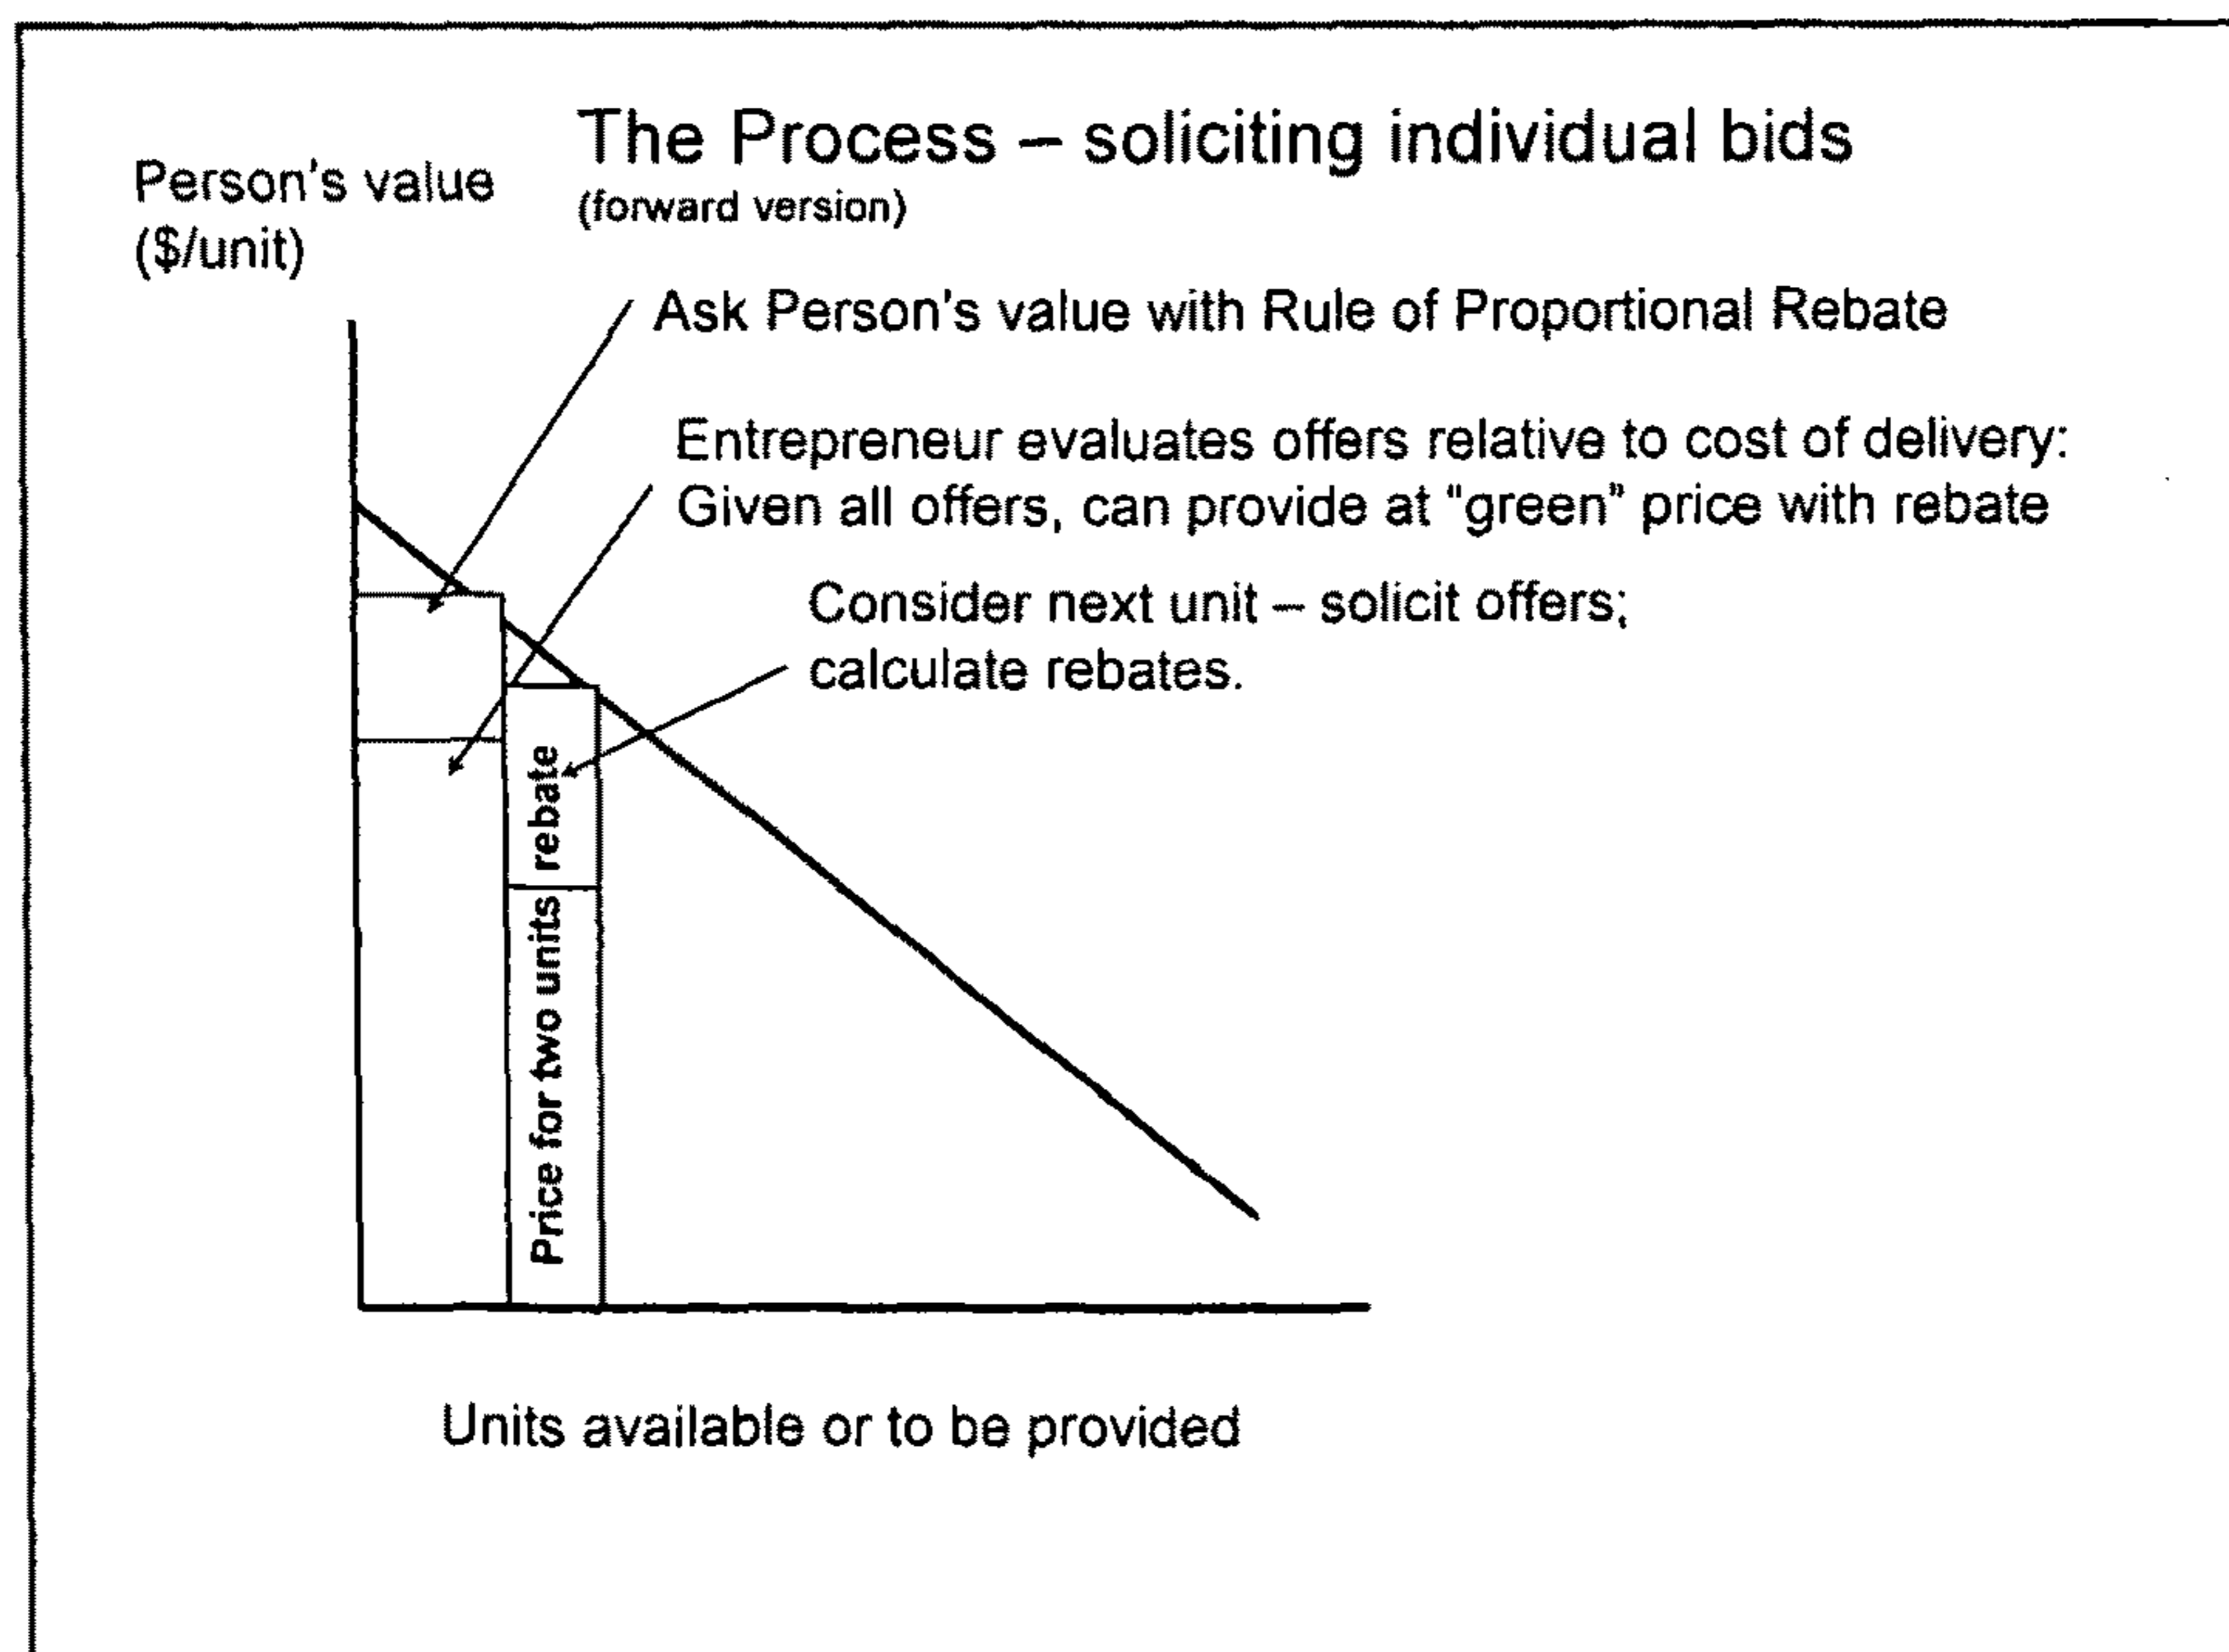 The Process – soliciting individual bids
(forward version)
Person's value
($/unit)
Ask Person's value with Rule of Proportional Rebate
Entrepreneur evaluates offers relative to cost of delivery:
Given all offers, can provide at "green" price with rebate
Consider next unit – solicit offers;
calculate rebates.
rebate
Price for two units
Units available or to be provided